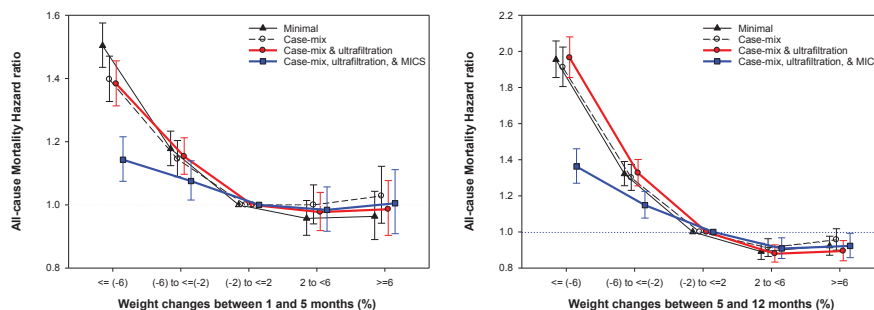 All-cause Mortality Hazard ratio
1.6
1.4
1.2
1.0
0.8
Minimal
Case-mix
Case-mix & ultrafiltration
Case-mix, ultrafiltration, & MICS
<= (-6)
(-6) to <=(-2)
(-2) to <=2
2 to <6
>=6
Weight changes between 1 and 5 months (%)
All-cause Mortality Hazard ratio
2.2
2.0
1.8
1.6
1.4
1.2
1.0
0.8
Minimal
Case-mix
Case-mix & ultrafiltration
Case-mix, ultrafiltration, & MICS
<= (-6)
(-6) to <=(-2)
(-2) to <=2
2 to <6
>=6
Weight changes between 5 and 12 months (%)